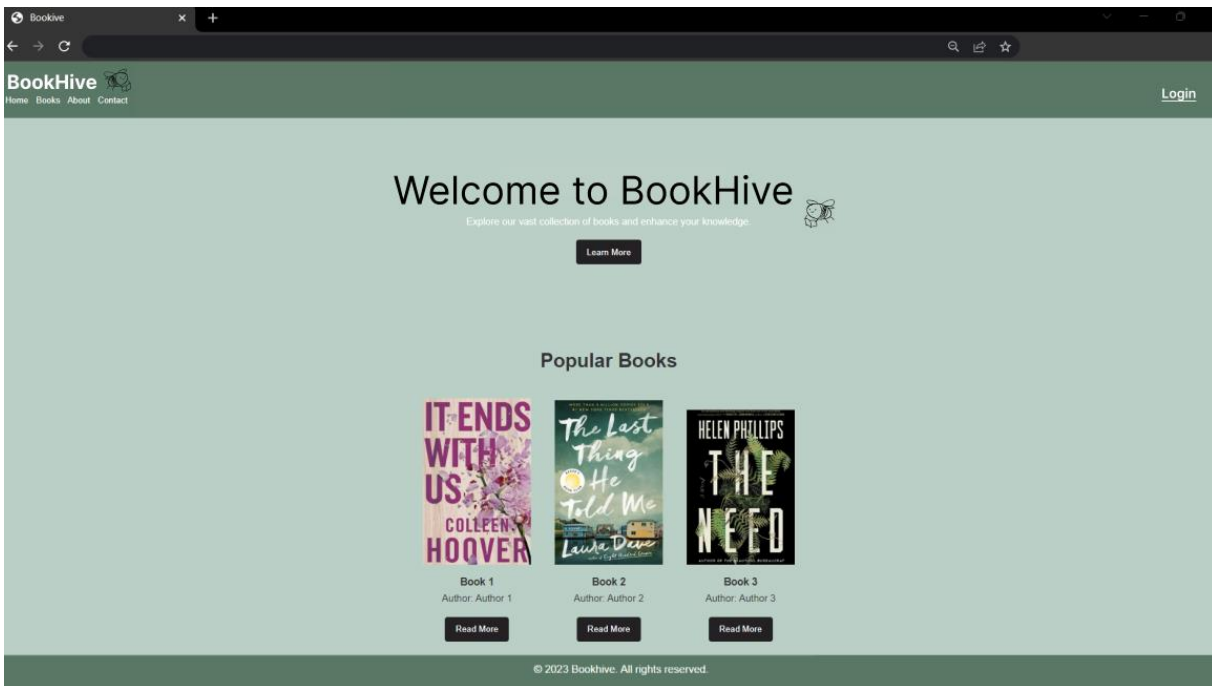 Bookive
BookHive
Home Books About Contact
Login
Welcome to BookHive
Explore our vast collection of books and enhance your knowledge.
Learn More
Popular Books
IT ENDS
WITH
US
COLLEEN
HOOVER
The Last
Thing
He
Told Me
Laura Dave
HELEN PHILLIPS
THE
NEED
Book 1
Author: Author 1
Read More
Book 2
Author: Author 2
Read More
Book 3
Author: Author 3
Read More
© 2023 Bookhive. All rights reserved.